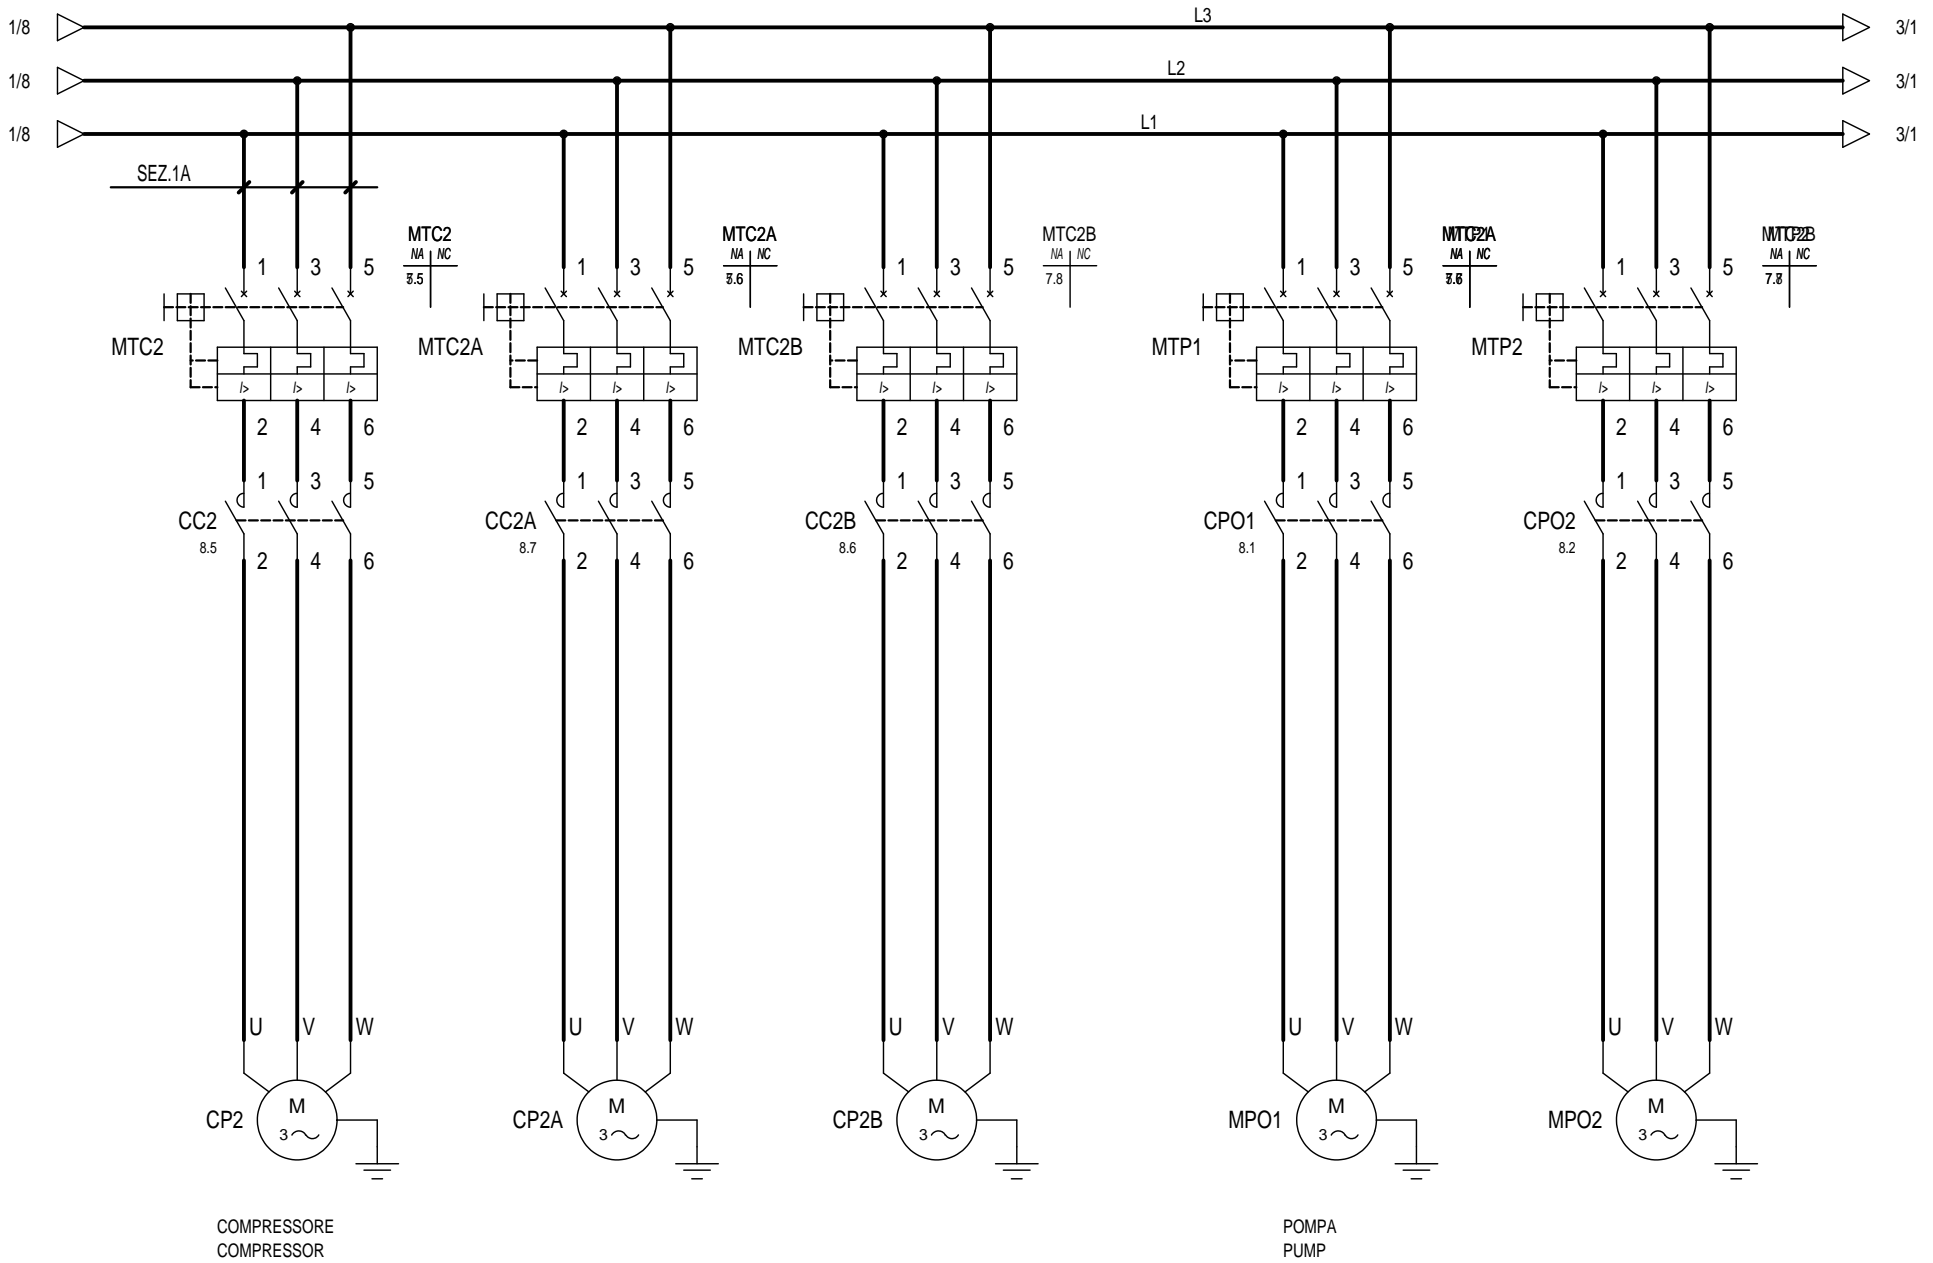 1/8 L3 3/1
1/8 L2 3/1
1/8 L1 3/1
SEZ.1A
MTC2 MTC2A MTC2B
NA NC NA NC NA NC NA NC NA NC
5.6 7.8
1 3 5 1 3 5 1 3 5 1 3 5 1 3 5
MTC2 MTC2A MTC2B MTP1 MTP2
I> I> I> I> I> I> I> I> I> I> I> I> I> I> I>
2 4 6 2 4 6 2 4 6 2 4 6 2 4 6
1 3 5 1 3 5 1 3 5 1 3 5 1 3 5
CC2 CC2A CC2B CPO1 CPO2
8.5 8.7 8.6 8.1 8.2
2 4 6 2 4 6 2 4 6 2 4 6 2 4 6
U V W U V W U V W U V W U V W
M M M M M
CP2 CP2A CP2B MPO1 MPO2
3 3 3 3 3
COMPRESSORE POMPA
COMPRESSOR PUMP